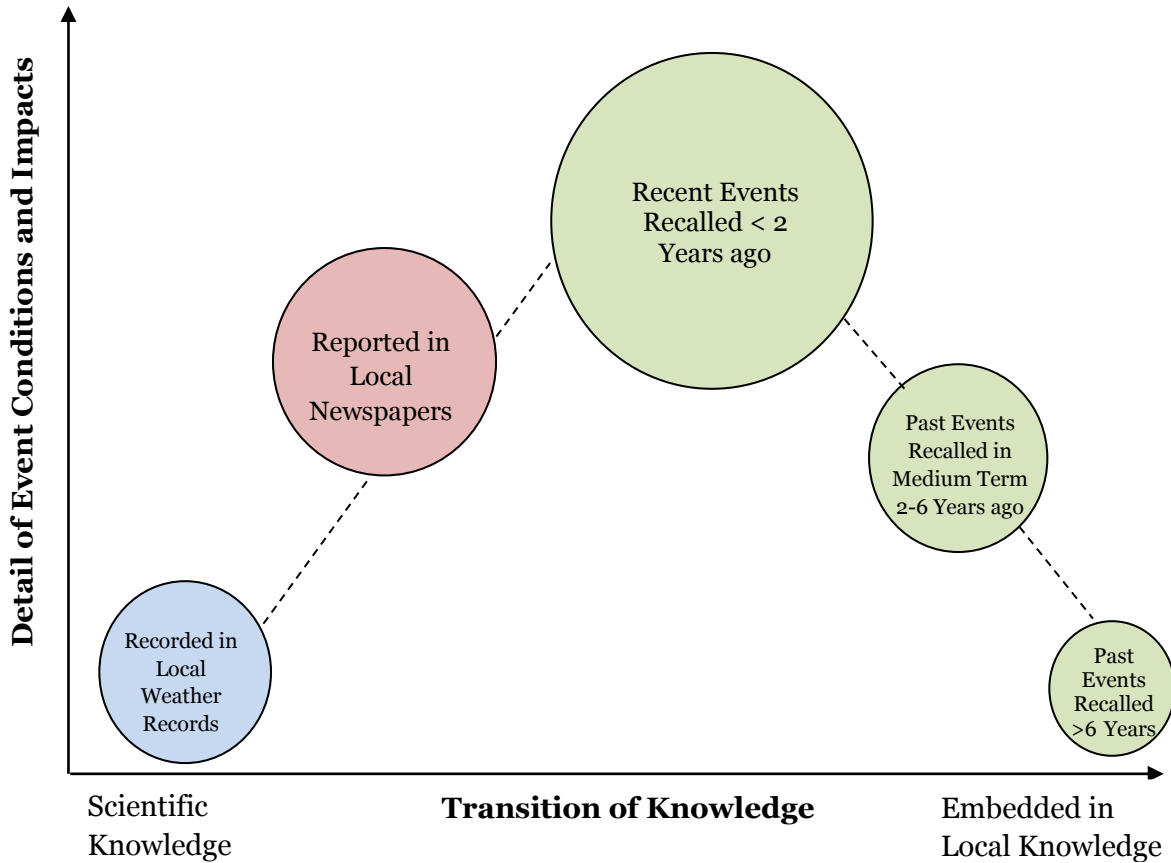 Detail of Event Conditions and Impacts
Recent Events
Recalled < 2
Years ago
Reported in
Local
Newspapers
Past Events
Recalled in
Medium Term
2-6 Years ago
Recorded in
Local
Weather
Records
Past
Events
Recalled
>6 Years
Scientific
Knowledge
Transition of Knowledge
Embedded in
Local Knowledge